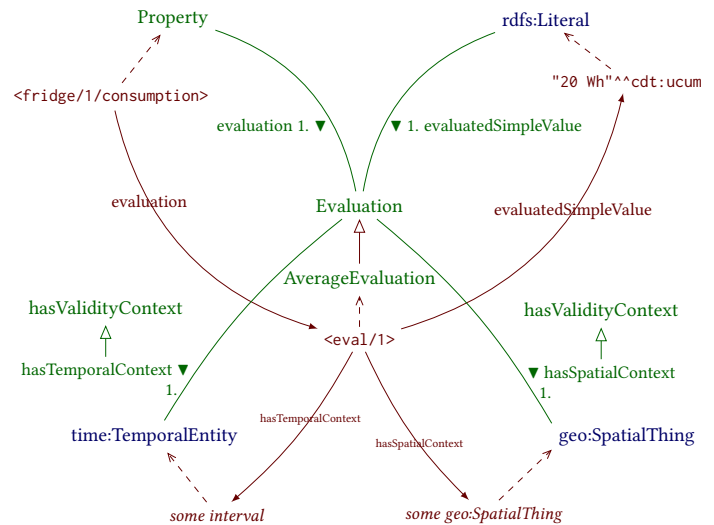 Property
rdfs:Literal
"20 Wh"^^cdt:ucum
<fridge/1/consumption>
evaluation 1. ▼
▼ 1. evaluatedSimpleValue
evaluation
Evaluation
evaluatedSimpleValue
AverageEvaluation
hasValidityContext
hasValidityContext
<eval/1>
hasTemporalContext ▼
1.
▼ hasSpatialContext
1.
hasTemporalContext
time:TemporalEntity
hasSpatialContext
geo:SpatialThing
some interval
some geo:SpatialThing